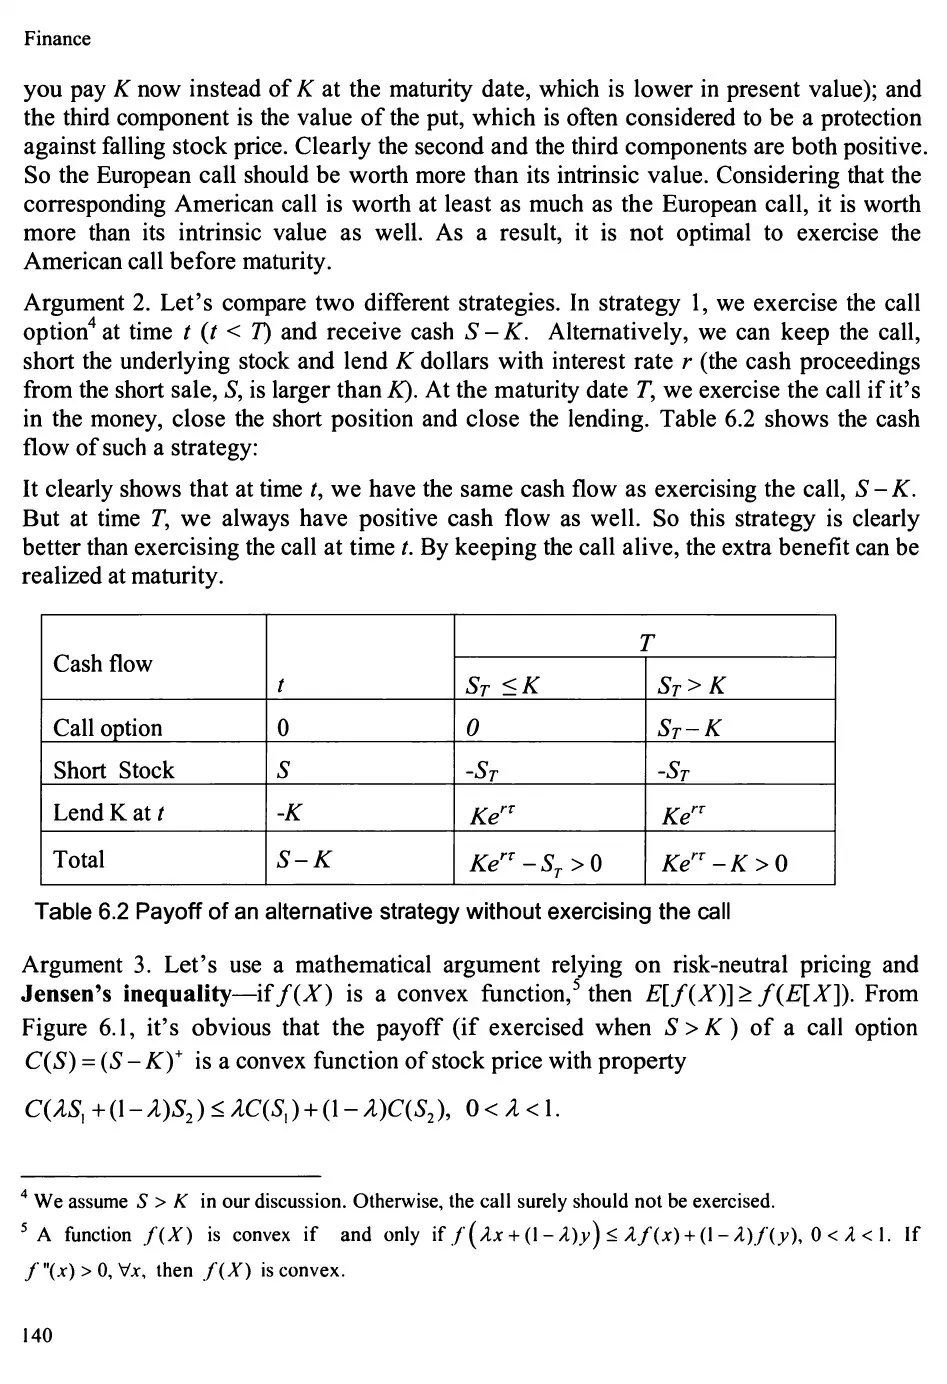 Finance
you pay K now instead of K at the maturity date, which is lower in present value); and
the third component is the value of the put, which is often considered to be a protection
against falling stock price. Clearly the second and the third components are both positive.
So the European call should be worth more than its intrinsic value. Considering that the
corresponding American call is worth at least as much as the European call, it is worth
more than its intrinsic value as well. As a result, it is not optimal to exercise the
American call before maturity.
Argument 2. Let's compare two different strategies. In strategy 1, we exercise the call
option⁴ at time t (t < T) and receive cash S – K. Alternatively, we can keep the call,
short the underlying stock and lend K dollars with interest rate r (the cash proceedings
from the short sale, S, is larger than K). At the maturity date T, we exercise the call if it's
in the money, close the short position and close the lending. Table 6.2 shows the cash
flow of such a strategy:
It clearly shows that at time t, we have the same cash flow as exercising the call, S – K.
But at time T, we always have positive cash flow as well. So this strategy is clearly
better than exercising the call at time t. By keeping the call alive, the extra benefit can be
realized at maturity.
Cash flow t T
S_T ≤ K S_T > K
Call option 0 0 S_T – K
Short Stock S -S_T -S_T
Lend K at t -K Ke^{rτ} Ke^{rτ}
Total S – K Ke^{rτ} – S_T > 0 Ke^{rτ} – K > 0
Table 6.2 Payoff of an alternative strategy without exercising the call
Argument 3. Let's use a mathematical argument relying on risk-neutral pricing and
Jensen's inequality—if f(X) is a convex function,⁵ then E[f(X)] ≥ f(E[X]). From
Figure 6.1, it's obvious that the payoff (if exercised when S > K ) of a call option
C(S) = (S – K)⁺ is a convex function of stock price with property
C(λS₁ + (1 – λ)S₂) ≤ λC(S₁) + (1 – λ)C(S₂), 0 < λ < 1.
⁴ We assume S > K in our discussion. Otherwise, the call surely should not be exercised.
⁵ A function f(X) is convex if and only if f(λx + (1 – λ)y) ≤ λf(x) + (1 – λ)f(y), 0 < λ < 1. If
f "(x) > 0, ∀x, then f(X) is convex.
140